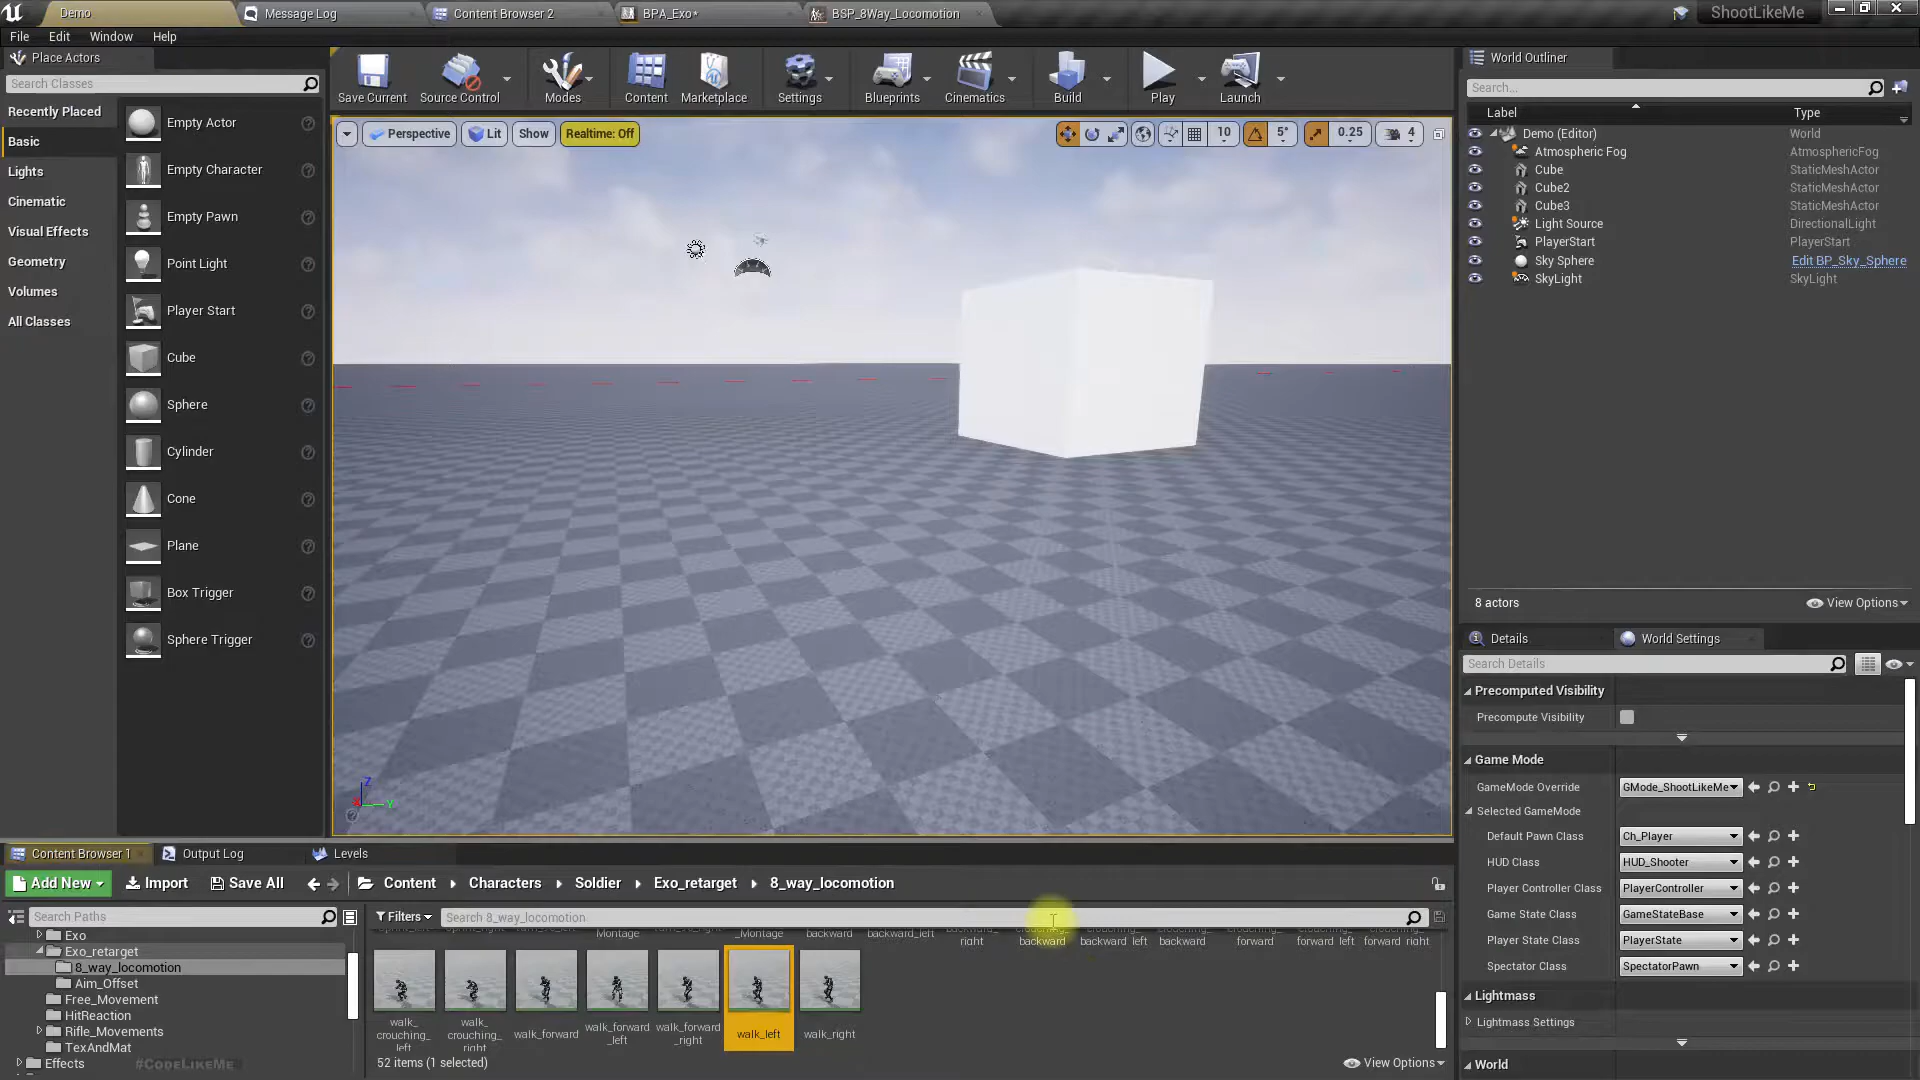 Demo
Message Log
Content Browser 2
BPA_Exo*
BSP_8Way_Locomotion
ShootLikeMe
File
Edit
Window
Help
Place Actors
Search Classes
Recently Placed
Basic
Lights
Cinematic
Visual Effects
Geometry
Volumes
All Classes
Empty Actor
Empty Character
Empty Pawn
Point Light
Player Start
Cube
Sphere
Cylinder
Cone
Plane
Box Trigger
Sphere Trigger
Save Current
Source Control
Modes
Content
Marketplace
Settings
Blueprints
Cinematics
Build
Play
Launch
Perspective
Lit
Show
Realtime: Off
10
5°
0.25
4
Z
Y
World Outliner
Search...
Label
Type
Demo (Editor)
World
Atmospheric Fog
AtmosphericFog
Cube
StaticMeshActor
Cube2
StaticMeshActor
Cube3
StaticMeshActor
Light Source
DirectionalLight
PlayerStart
PlayerStart
Sky Sphere
Edit BP_Sky_Sphere
SkyLight
SkyLight
8 actors
View Options
Details
World Settings
Search Details
Precomputed Visibility
Precompute Visibility
Game Mode
GameMode Override
GMode_ShootLikeMe
Selected GameMode
Default Pawn Class
Ch_Player
HUD Class
HUD_Shooter
Player Controller Class
PlayerController
Game State Class
GameStateBase
Player State Class
PlayerState
Spectator Class
SpectatorPawn
Lightmass
Lightmass Settings
World
Content Browser 1
Output Log
Levels
Add New
Import
Save All
Content
Characters
Soldier
Exo_retarget
8_way_locomotion
Search Paths
Filters
Search 8_way_locomotion
Exo
Exo_retarget
8_way_locomotion
Aim_Offset
Free_Movement
HitReaction
Rifle_Movements
TexAndMat
Effects
#CodeLikeMe
Montage
_Montage
backward
backward_left
right
backward
backward_left
backward
forward
forward_left
forward_right
walk_
crouching_
left
walk_
crouching_
right
walk_forward
walk_forward_
left
walk_forward_
right
walk_left
walk_right
52 items (1 selected)
View Options